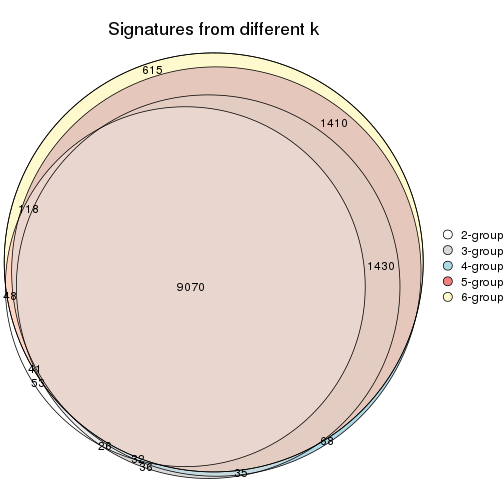 Signatures from different k
615
1410
118
2-group
3-group
1430
4-group
9070
5-group
48
6-group
41
53
68
26
32
36
35